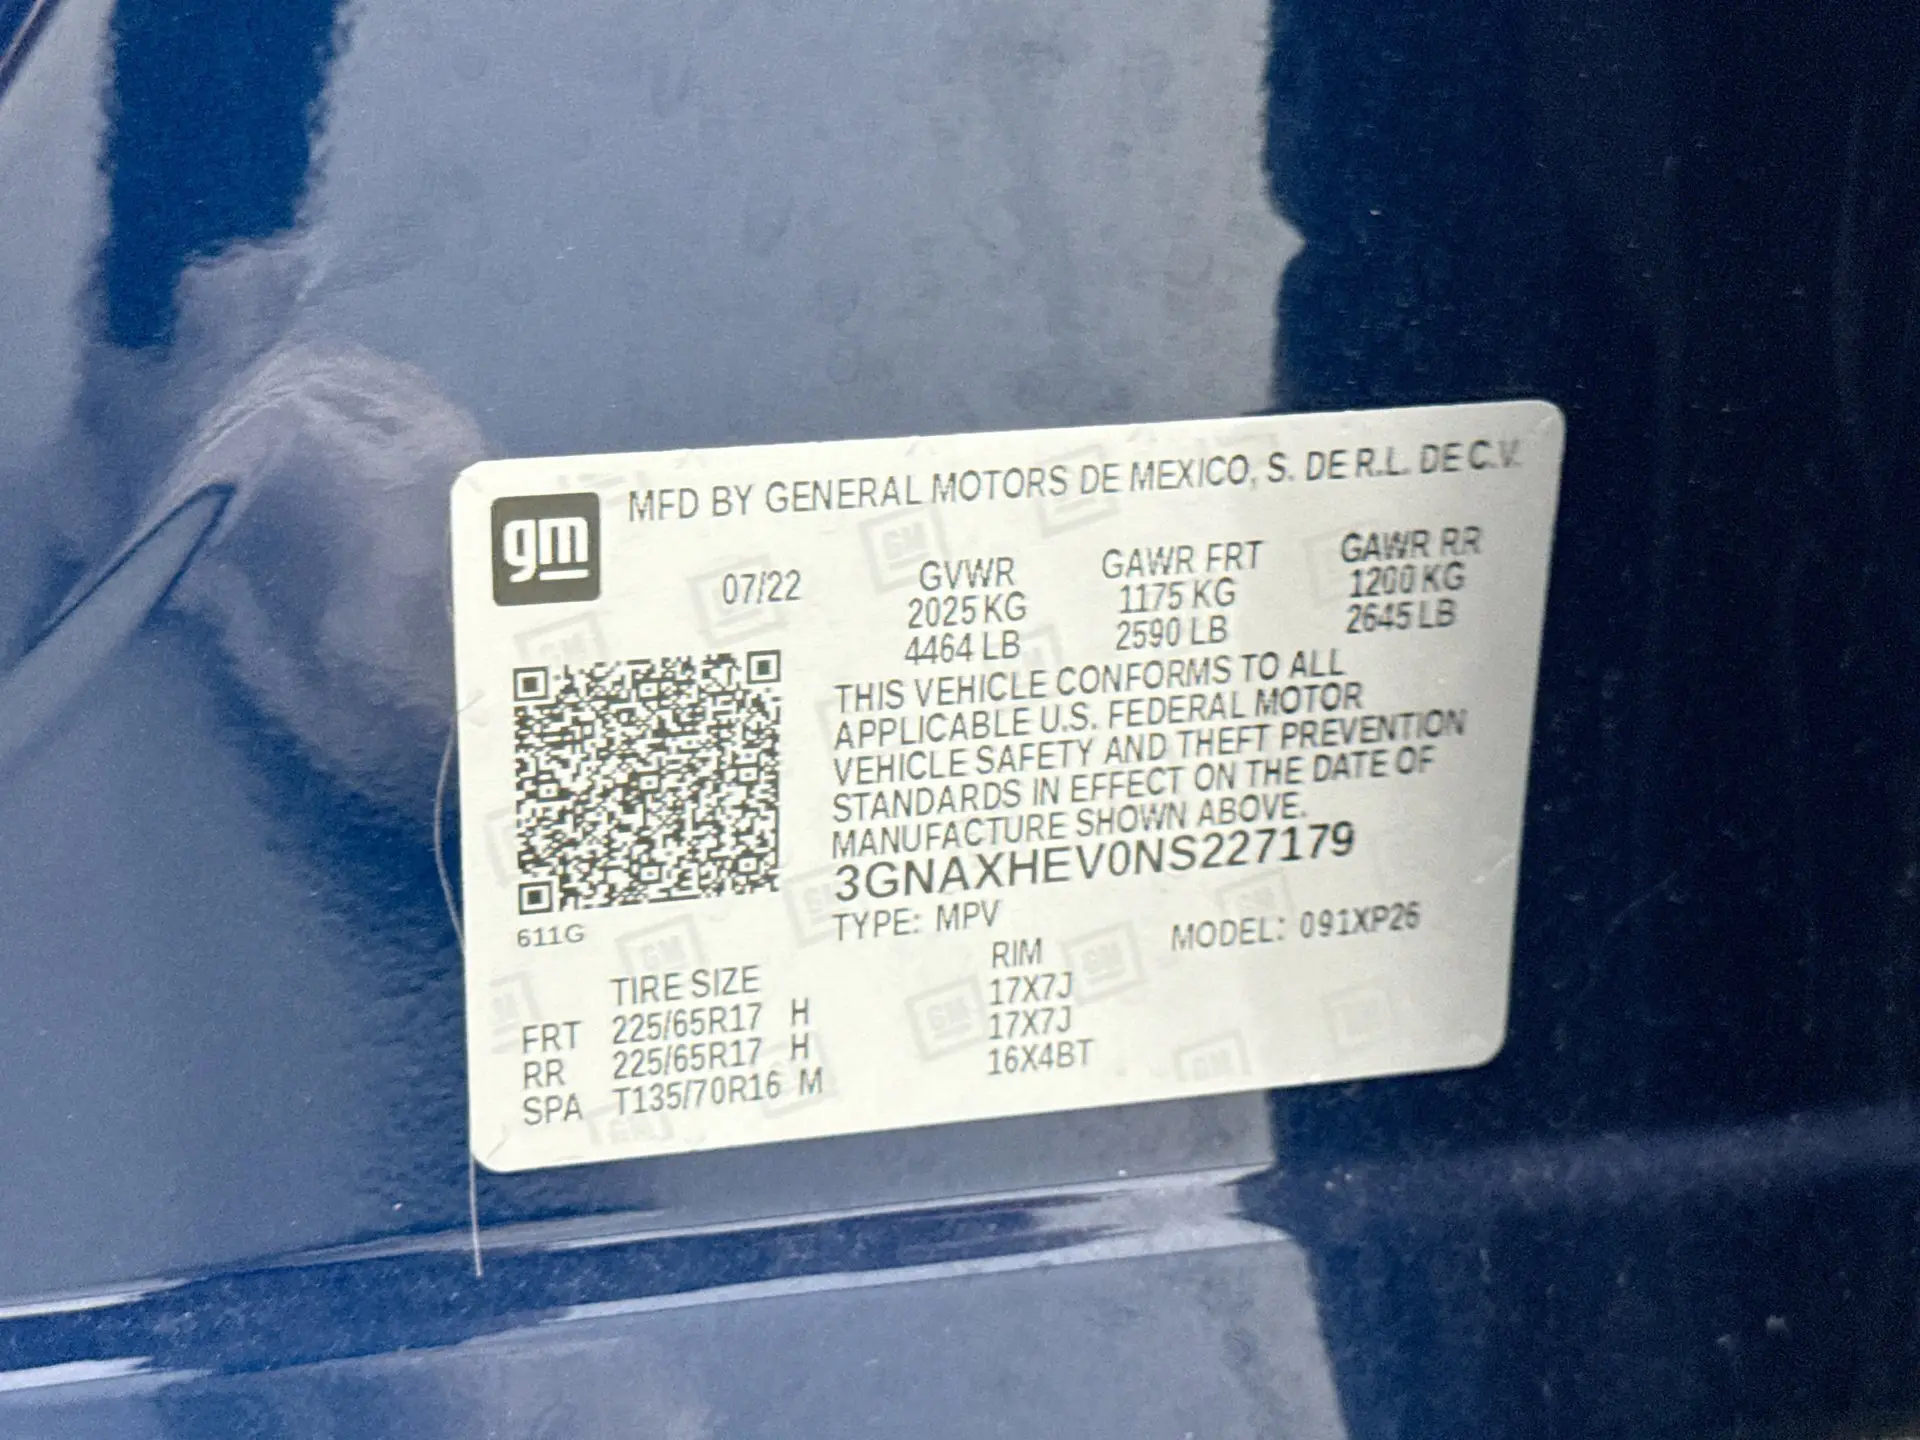 gm
MFD BY GENERAL MOTORS DE MEXICO, S. DE R.L. DE C.V.
07/22 GVWR GAWR FRT GAWR RR
2025 KG 1175 KG 1200 KG
4464 LB 2590 LB 2645 LB
THIS VEHICLE CONFORMS TO ALL
APPLICABLE U.S. FEDERAL MOTOR
VEHICLE SAFETY AND THEFT PREVENTION
STANDARDS IN EFFECT ON THE DATE OF
MANUFACTURE SHOWN ABOVE.
3GNAXHEV0NS227179
611G
TYPE: MPV MODEL: 091XP26
TIRE SIZE RIM
FRT 225/65R17 H 17X7J
RR 225/65R17 H 17X7J
SPA T135/70R16 M 16X4BT